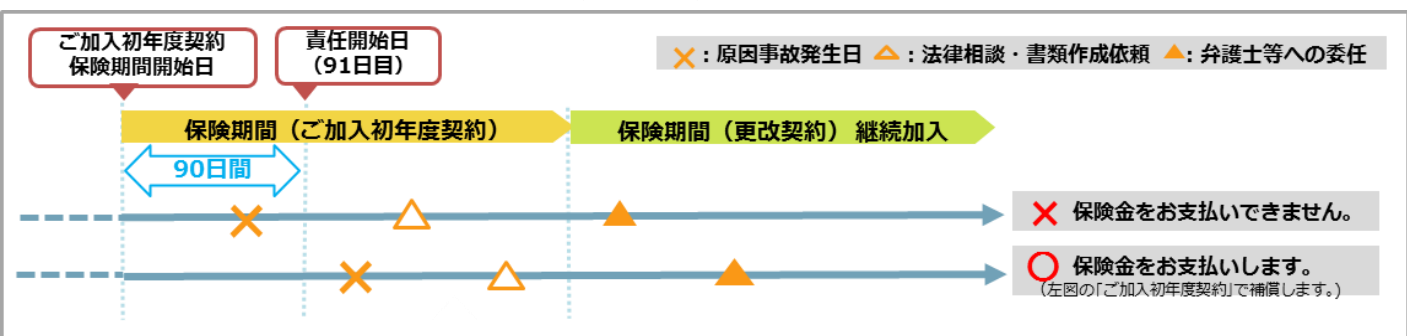 ご加入初年度契約
保険期間開始日
責任開始日
（91日目）
：原因事故発生日 ：法律相談・書類作成依頼 ：弁護士等への委任
保険期間（ご加入初年度契約）
保険期間（更改契約） 継続加入
90日間
保険金をお支払いできません。
保険金をお支払いします。
（左図の「ご加入初年度契約」で補償します。）